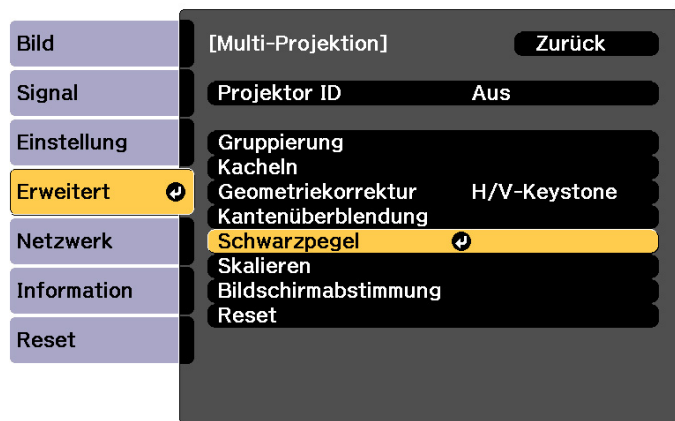 Bild
Signal
Einstellung
Erweitert
Netzwerk
Information
Reset
[Multi-Projektion] Zurück
Projektor ID Aus
Gruppierung
Kacheln
Geometriekorrektur H/V-Keystone
Kantenüberblendung
Schwarzpegel
Skalieren
Bildschirmabstimmung
Reset